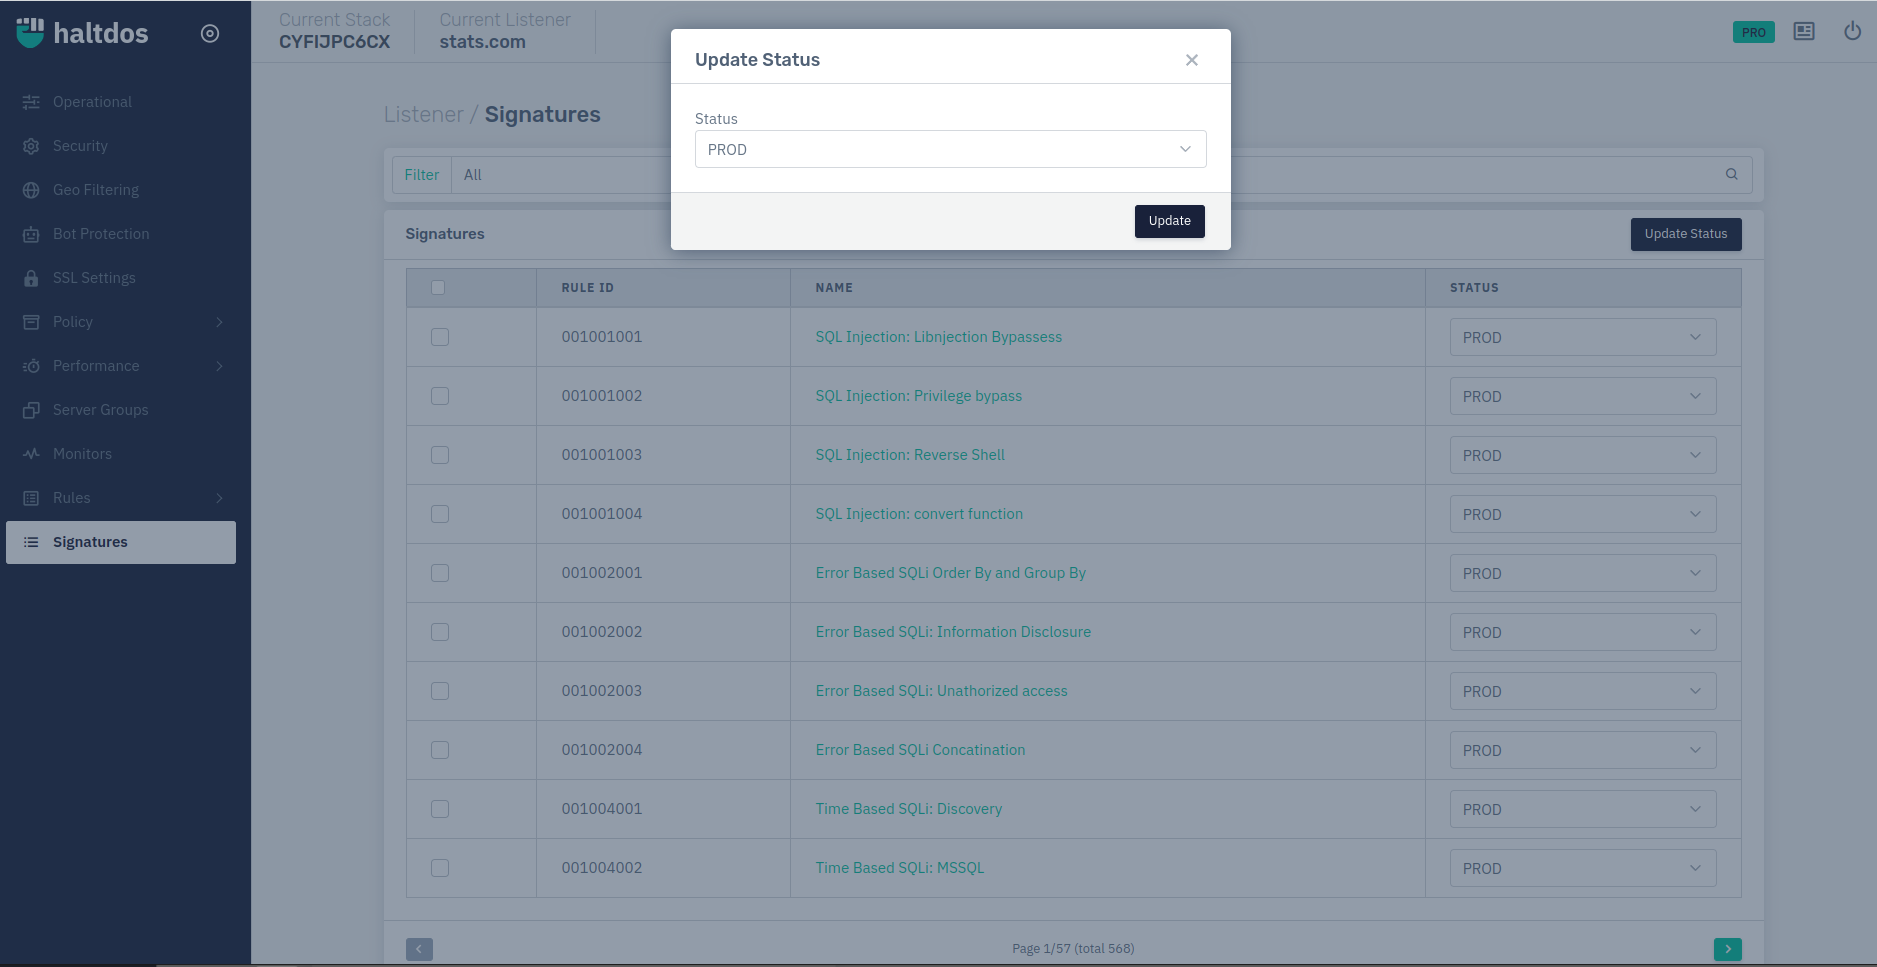 haltdos
Current Stack
CYFIJPC6CX
Current Listener
stats.com
PRO
Operational
Security
Geo Filtering
Bot Protection
SSL Settings
Policy
Performance
Server Groups
Monitors
Rules
Signatures
Update Status
Status
PROD
Update
Listener / Signatures
Filter All
Signatures
Update Status
RULE ID NAME STATUS
001001001 SQL Injection: Libnjection Bypassess PROD
001001002 SQL Injection: Privilege bypass PROD
001001003 SQL Injection: Reverse Shell PROD
001001004 SQL Injection: convert function PROD
001002001 Error Based SQLi Order By and Group By PROD
001002002 Error Based SQLi: Information Disclosure PROD
001002003 Error Based SQLi: Unathorized access PROD
001002004 Error Based SQLi Concatination PROD
001004001 Time Based SQLi: Discovery PROD
001004002 Time Based SQLi: MSSQL PROD
Page 1/57 (total 568)